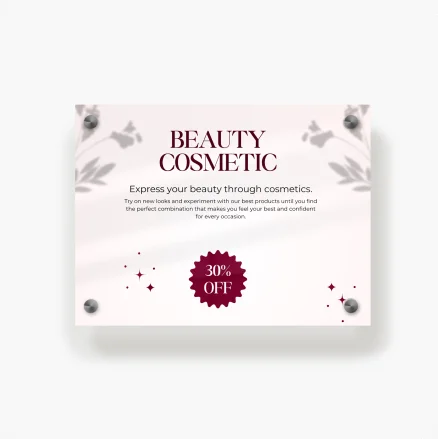 BEAUTY
COSMETIC
Express your beauty through cosmetics.
Try on new looks and experiment with our best products until you find
the perfect combination that makes you feel your best and confident
for every occasion.
30%
OFF